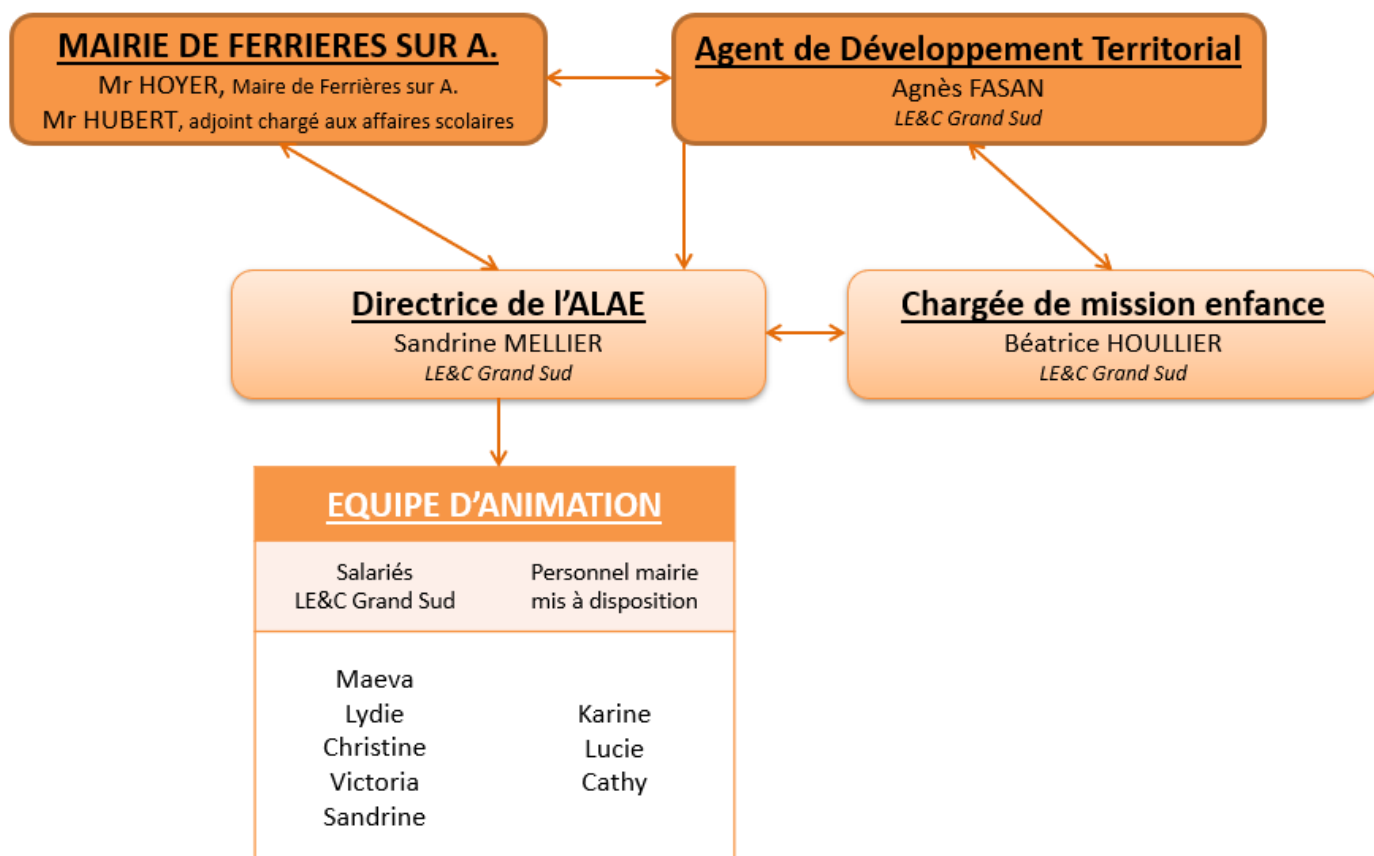 MAIRIE DE FERRIERES SUR A.
Mr HOYER, Maire de Ferrières sur A.
Mr HUBERT, adjoint chargé aux affaires scolaires
Agent de Développement Territorial
Agnès FASAN
LE&C Grand Sud
Directrice de l’ALAE
Sandrine MELLIER
LE&C Grand Sud
Chargée de mission enfance
Béatrice HOULLIER
LE&C Grand Sud
EQUIPE D’ANIMATION
Salariés
LE&C Grand Sud
Personnel mairie
mis à disposition
Maeva
Lydie
Christine
Victoria
Sandrine
Karine
Lucie
Cathy